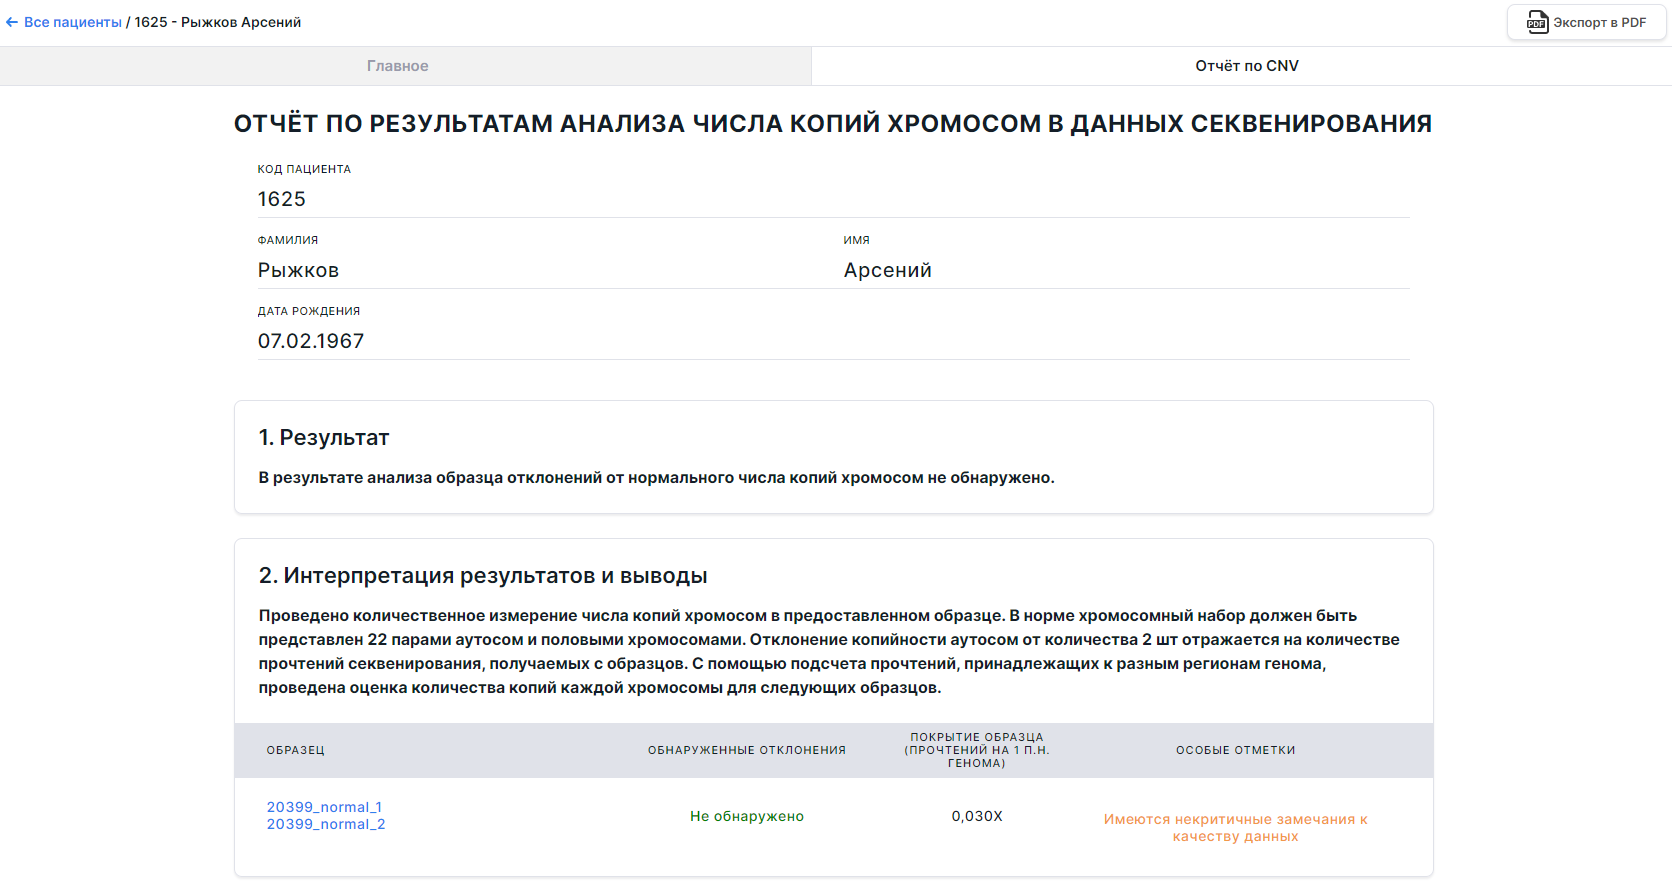 ← Все пациенты / 1625 - Рыжков Арсений
PDF Экспорт в PDF
Главное
Отчёт по CNV
ОТЧЁТ ПО РЕЗУЛЬТАТАМ АНАЛИЗА ЧИСЛА КОПИЙ ХРОМОСОМ В ДАННЫХ СЕКВЕНИРОВАНИЯ
КОД ПАЦИЕНТА
1625
ФАМИЛИЯ
Рыжков
ИМЯ
Арсений
ДАТА РОЖДЕНИЯ
07.02.1967
1. Результат
В результате анализа образца отклонений от нормального числа копий хромосом не обнаружено.
2. Интерпретация результатов и выводы
Проведено количественное измерение числа копий хромосом в предоставленном образце. В норме хромосомный набор должен быть
представлен 22 парами аутосом и половыми хромосомами. Отклонение копийности аутосом от количества 2 шт отражается на количестве
прочтений секвенирования, получаемых с образцов. С помощью подсчета прочтений, принадлежащих к разным регионам генома,
проведена оценка количества копий каждой хромосомы для следующих образцов.
ОБРАЗЕЦ
ОБНАРУЖЕННЫЕ ОТКЛОНЕНИЯ
ПОКРЫТИЕ ОБРАЗЦА
(ПРОЧТЕНИЙ НА 1 П.Н.
ГЕНОМА)
ОСОБЫЕ ОТМЕТКИ
20399_normal_1
20399_normal_2
Не обнаружено
0,030X
Имеются некритичные замечания к
качеству данных